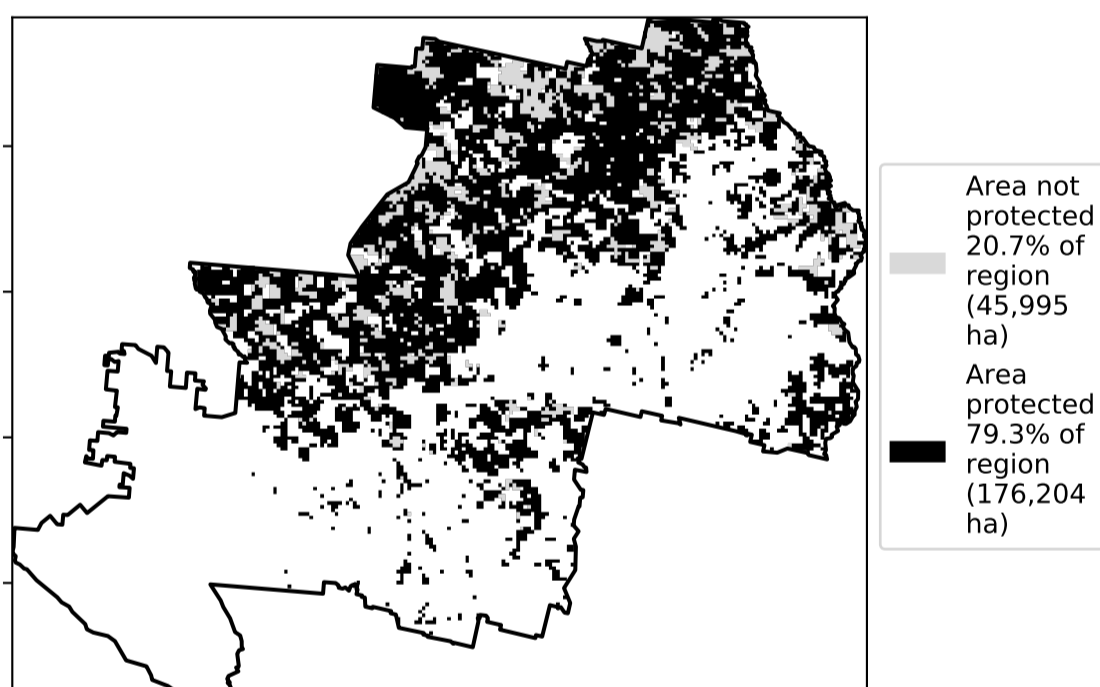 Area not
protected
20.7% of
region
(45,995
ha)
Area
protected
79.3% of
region
(176,204
ha)